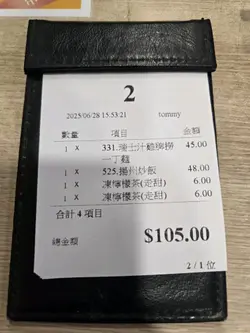 2
2025/06/28 15:53:21 tommy
數量 項目 金額
1 X 331.瑞士汁雞髀撈 45.00
一丁麵
1 X 525.揚州炒飯 48.00
1 X 凍檸檬茶(走甜) 6.00
1 X 凍檸檬茶(走甜) 6.00
合計 4 項目
總金額 $105.00
2 / 1 位